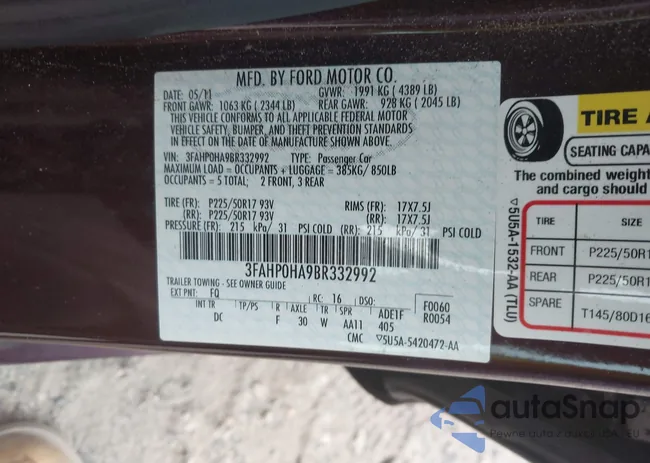 MFD. BY FORD MOTOR CO.
DATE: 05/11 GVWR: 1991 KG ( 4389 LB)
FRONT GAWR: 1063 KG ( 2344 LB) REAR GAWR: 928 KG ( 2045 LB)
THIS VEHICLE CONFORMS TO ALL APPLICABLE FEDERAL MOTOR
VEHICLE SAFETY, BUMPER, AND THEFT PREVENTION STANDARDS
IN EFFECT ON THE DATE OF MANUFACTURE SHOWN ABOVE.
VIN: 3FAHP0HA9BR332992 TYPE: Passenger Car
MAXIMUM OCCUPANTS + LUGGAGE = 385KG/ 850LB
OCCUPANTS = 5 TOTAL; 2 FRONT, 3 REAR
TIRE (FR): P225/50R17 93V RIMS (FR): 17X7.5J
(RR): P225/50R17 93V (RR): 17X7.5J
PRESSURE (FR): 215 kPa/ 31 PSI COLD (RR): 215 kPa/ 31 PSI COLD
3FAHP0HA9BR332992
TRAILER TOWING - SEE OWNER GUIDE
EXT PNT: FQ RC: 16 DSO: F0060
INT TR TP/PS R AXLE TR SPR ADE1F R0054
DC F 30 W AA11 405
CMC ▽5U5A-5420472-AA
▽5U5A-1532-AA (TLU)
TIRE A
SEATING CAPA
The combined weight
and cargo should
TIRE SIZE
FRONT P225/50R1
REAR P225/50R1
SPARE T145/80D16
autoSnap